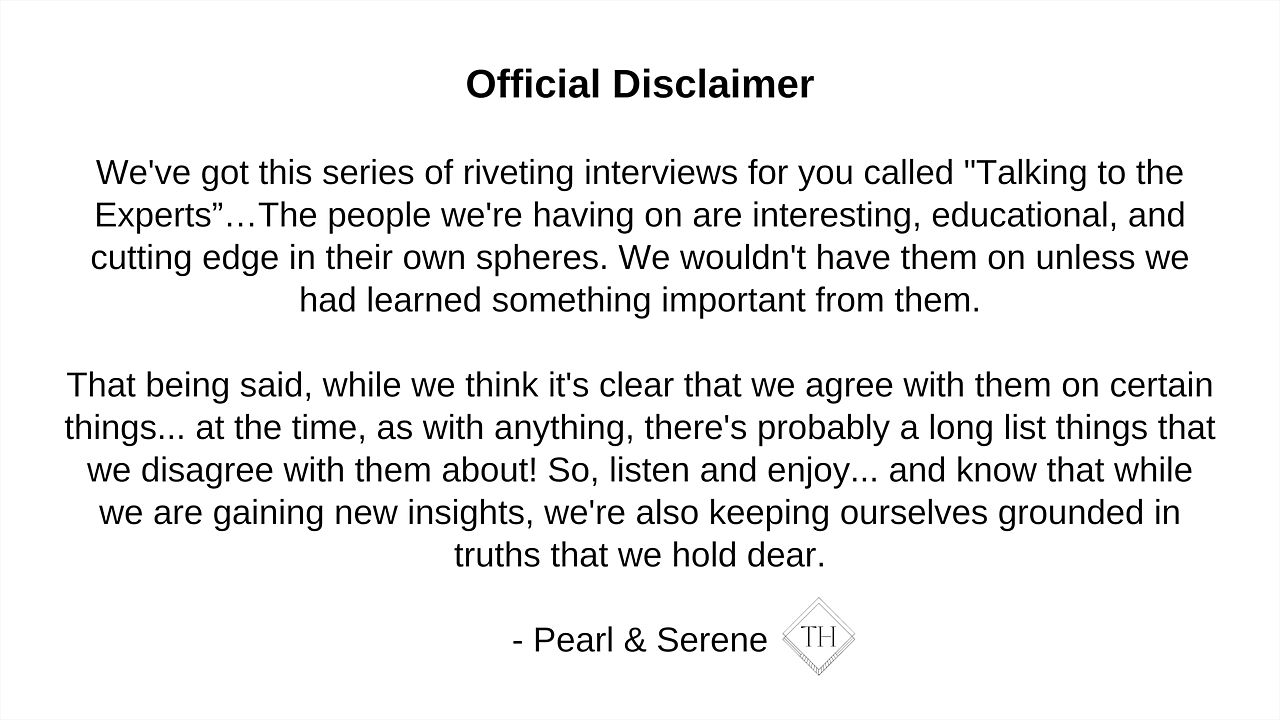 Official Disclaimer
We've got this series of riveting interviews for you called "Talking to the
Experts”…The people we're having on are interesting, educational, and
cutting edge in their own spheres. We wouldn't have them on unless we
had learned something important from them.
That being said, while we think it's clear that we agree with them on certain
things... at the time, as with anything, there's probably a long list things that
we disagree with them about! So, listen and enjoy... and know that while
we are gaining new insights, we're also keeping ourselves grounded in
truths that we hold dear.
- Pearl & Serene TH